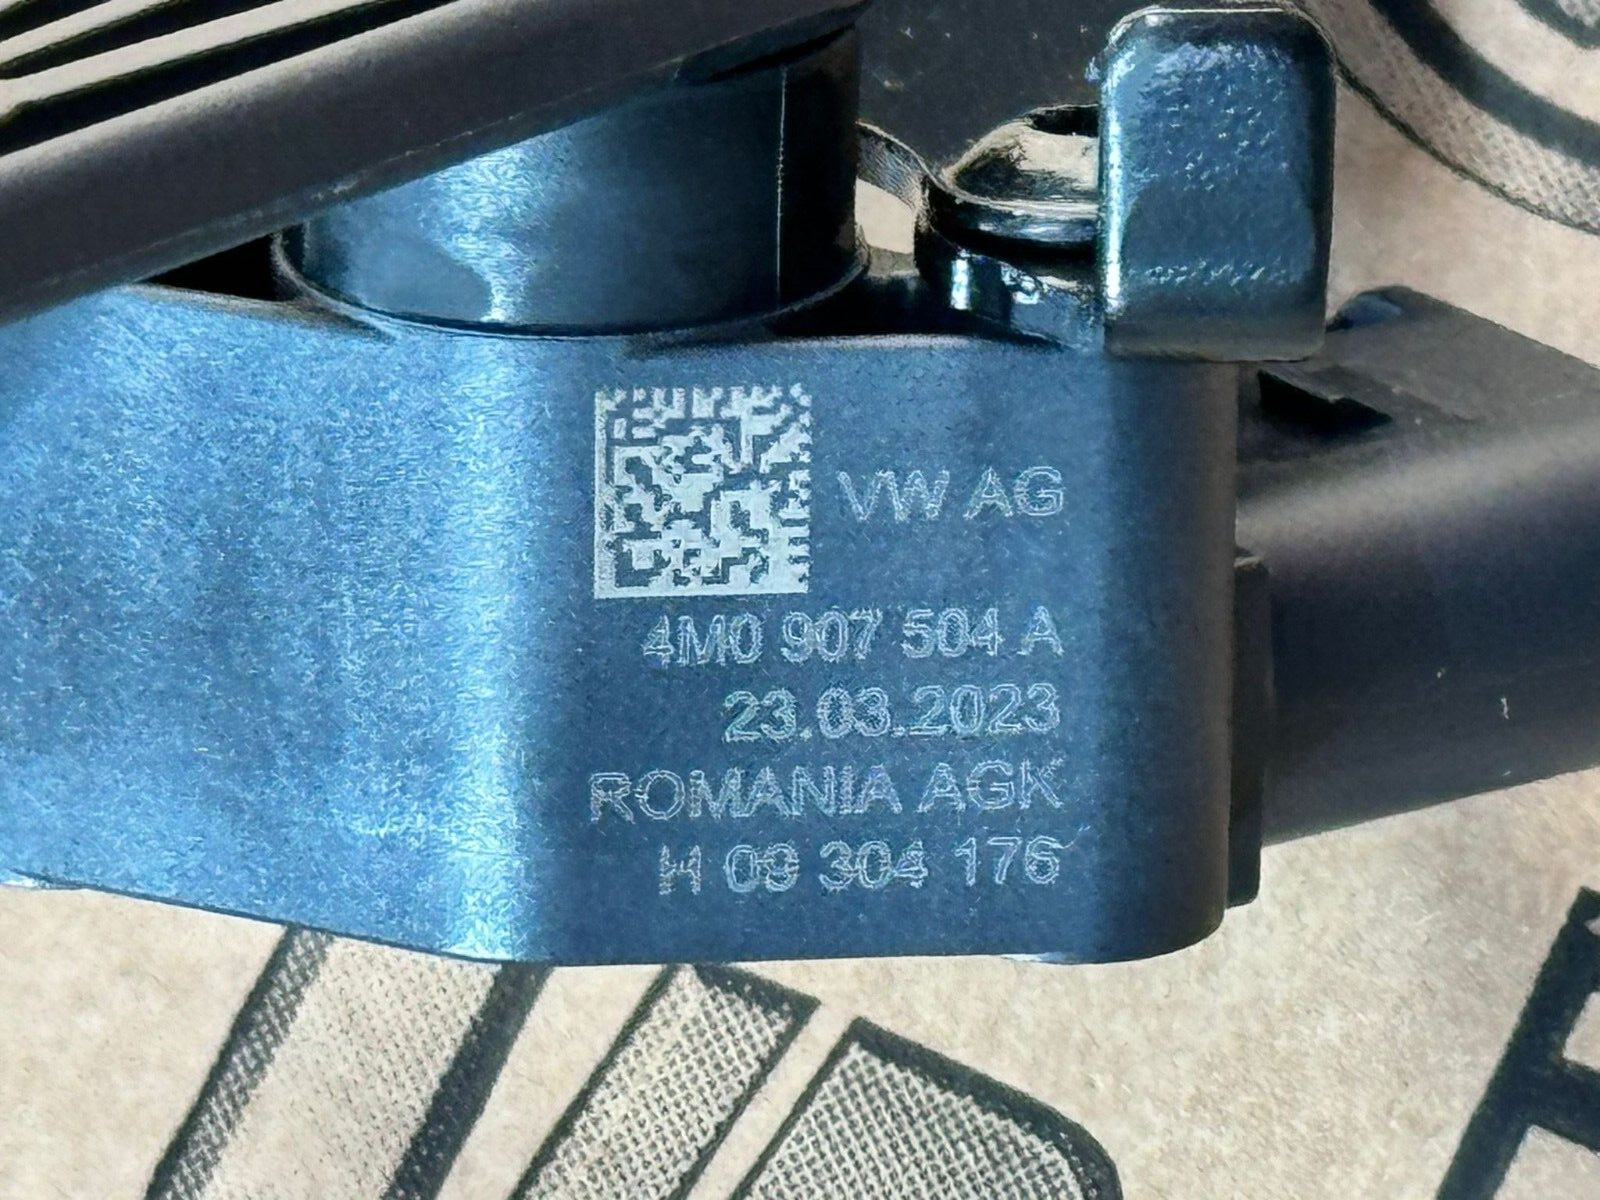 VW AG
4M0 907 504 A
23.03.2023
ROMANIA AGK
H 09 304 176